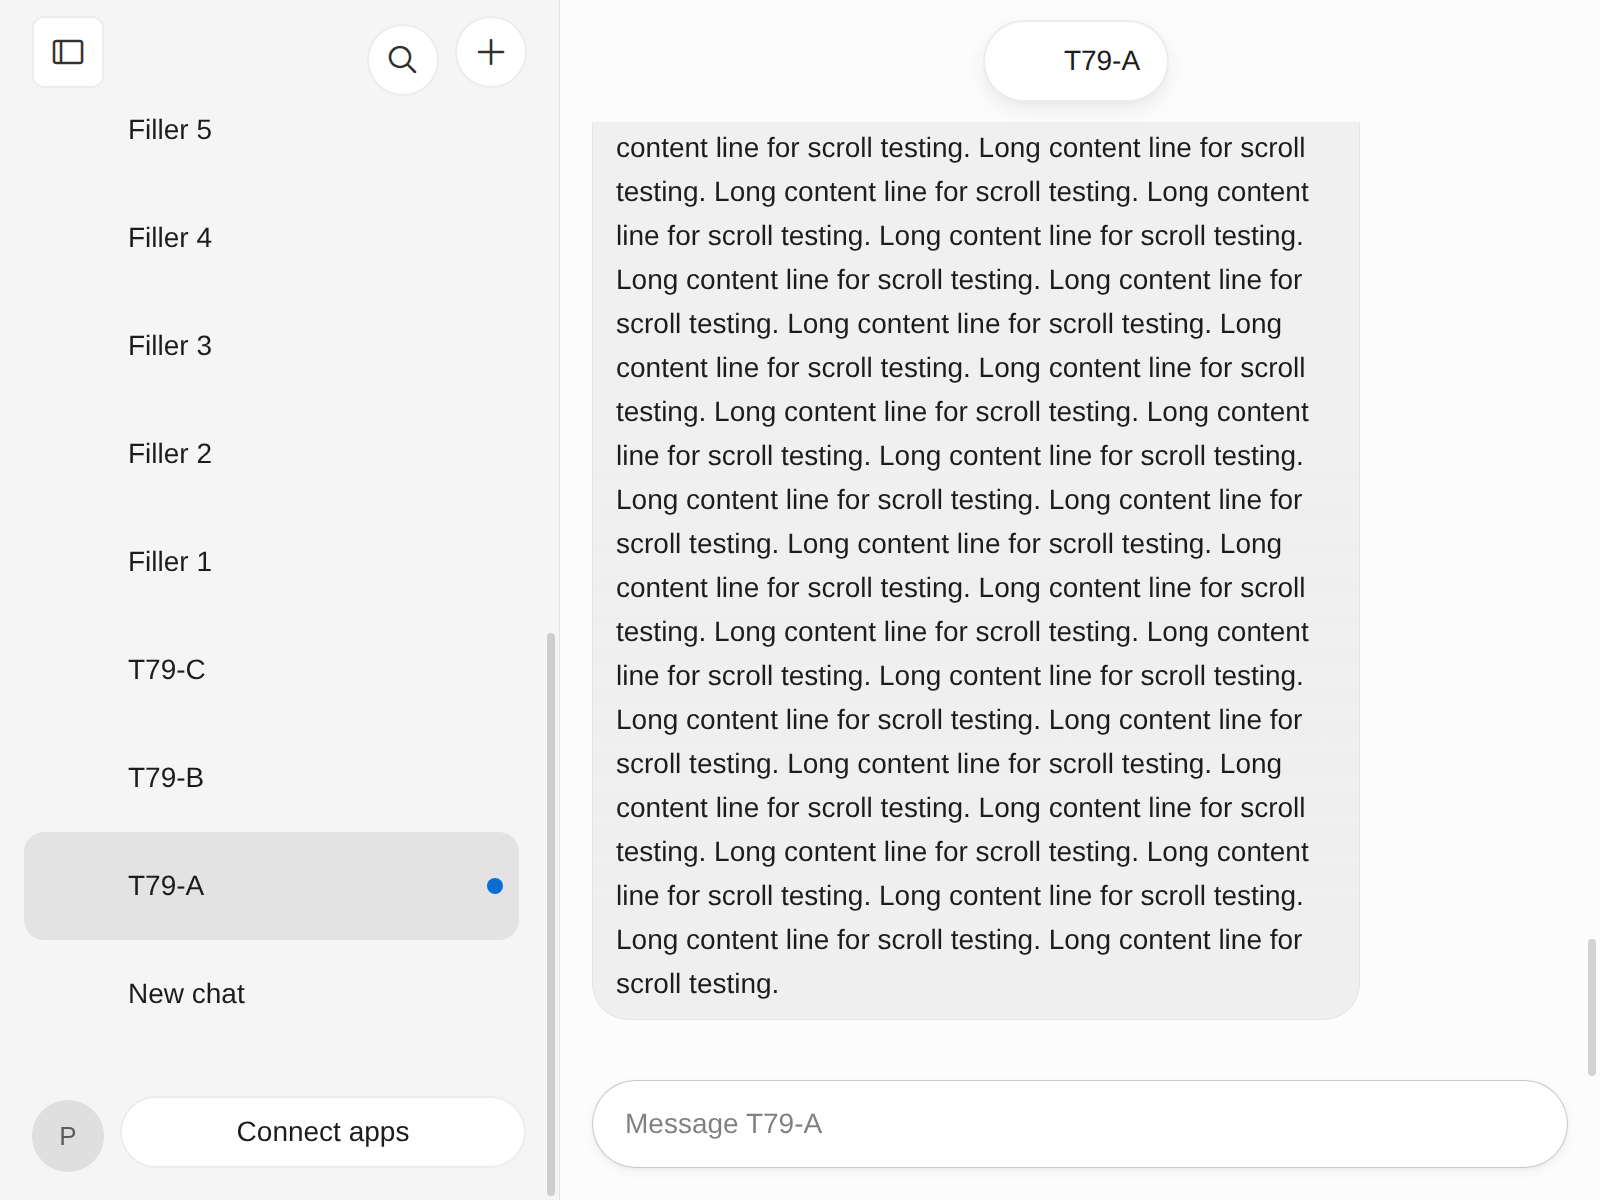 Filler 5
Filler 4
Filler 3
Filler 2
Filler 1
T79-C
T79-B
T79-A
New chat
P
Connect apps
T79-A
content line for scroll testing. Long content line for scroll
testing. Long content line for scroll testing. Long content
line for scroll testing. Long content line for scroll testing.
Long content line for scroll testing. Long content line for
scroll testing. Long content line for scroll testing. Long
content line for scroll testing. Long content line for scroll
testing. Long content line for scroll testing. Long content
line for scroll testing. Long content line for scroll testing.
Long content line for scroll testing. Long content line for
scroll testing. Long content line for scroll testing. Long
content line for scroll testing. Long content line for scroll
testing. Long content line for scroll testing. Long content
line for scroll testing. Long content line for scroll testing.
Long content line for scroll testing. Long content line for
scroll testing. Long content line for scroll testing. Long
content line for scroll testing. Long content line for scroll
testing. Long content line for scroll testing. Long content
line for scroll testing. Long content line for scroll testing.
Long content line for scroll testing. Long content line for
scroll testing.
Message T79-A